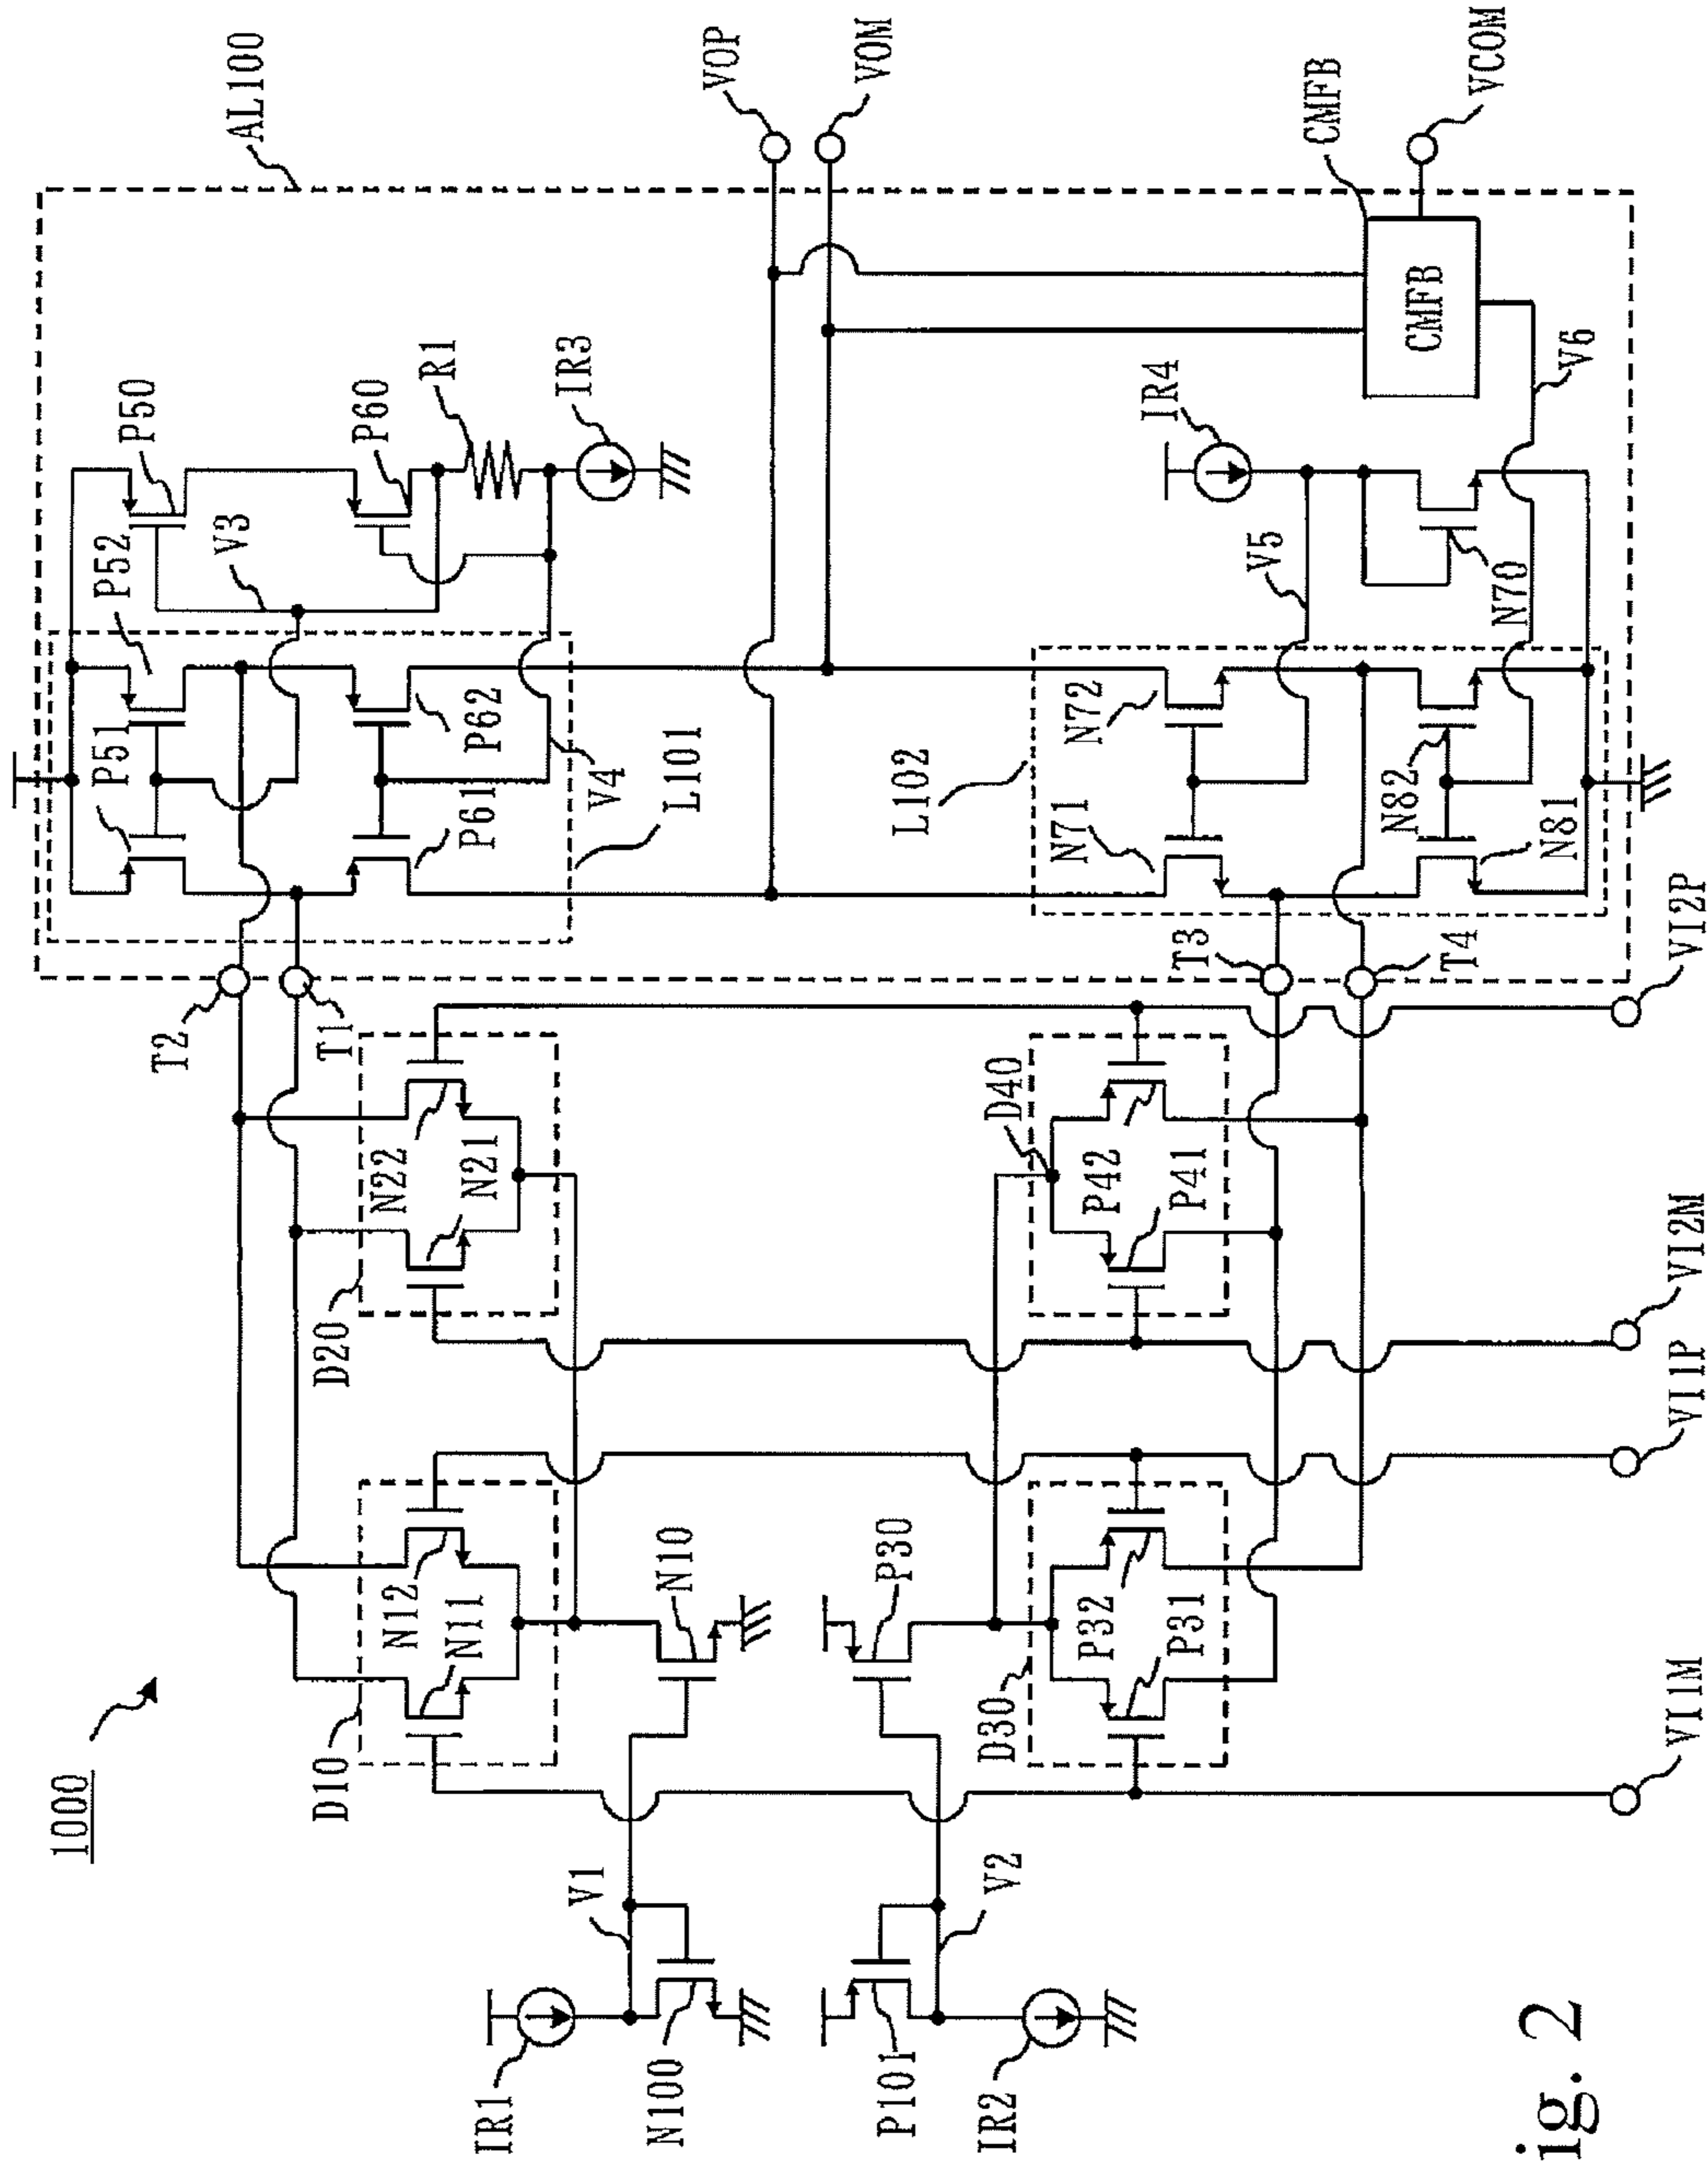 1000
AL100
VOP
VOM
CMFB
VCOM
P50
P60
R1
IR3
V3
P52
P51
P62
P61
V4
L101
T2
T1
N22
N21
D20
N12
N11
D10
N10
V1
IR1
N100
P30
V2
P101
IR2
D40
P42
P41
D30
P32
P31
T3
T4
L102
N72
N71
N82
N81
N70
V5
IR4
V6
CMFB
VI2P
VI2M
VI1P
VI1M
ig. 2